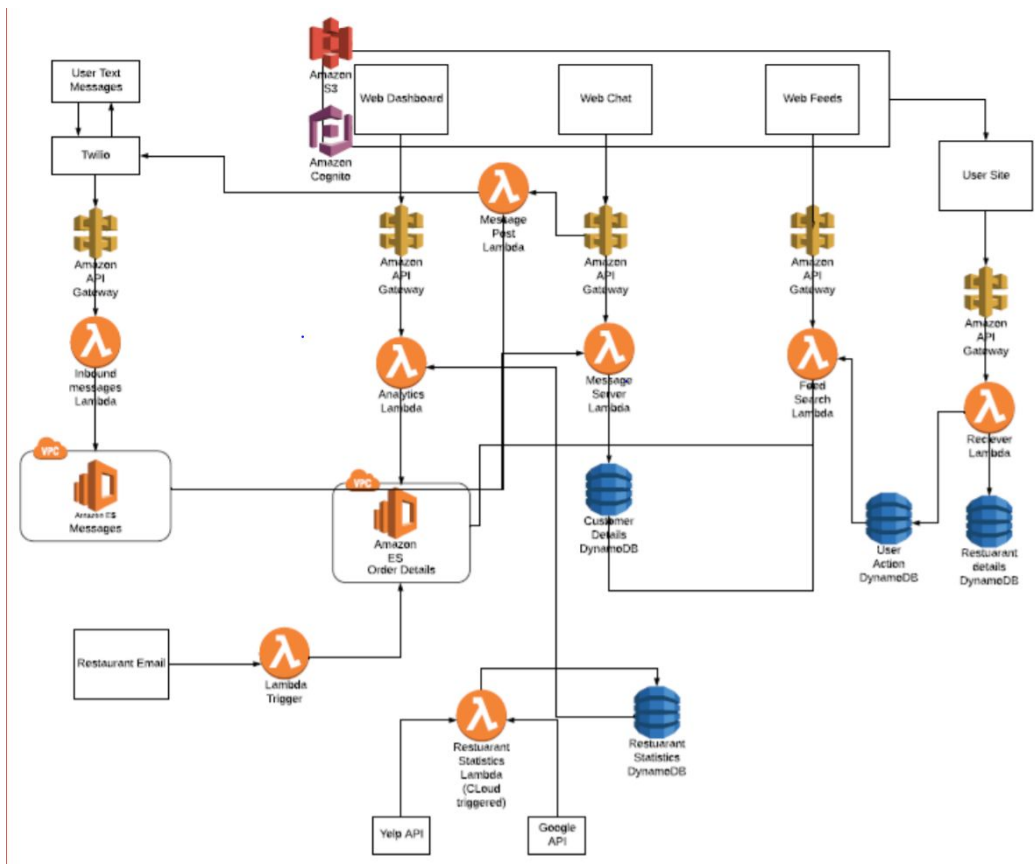 Amazon
S3
User Text
Messages
Web Dashboard
Web Chat
Web Feeds
Amazon
Cognito
Twilio
User Site
Message
Post
Lambda
Amazon
API
Gateway
Amazon
API
Gateway
Amazon
API
Gateway
Amazon
API
Gateway
Amazon
API
Gateway
Inbound
messages
Lambda
Analytics
Lambda
Message
Server
Lambda
Feed
Search
Lambda
Reciever
Lambda
VPC
Amazon ES
Messages
VPC
Amazon
ES
Order Details
Customer
Details
DynamoDB
User
Action
DynamoDB
Restuarant
details
DynamoDB
Restaurant Email
Lambda
Trigger
Restuarant
Statistics
Lambda
(CLoud
triggered)
Restuarant
Statistics
DynamoDB
Yelp API
Google
API